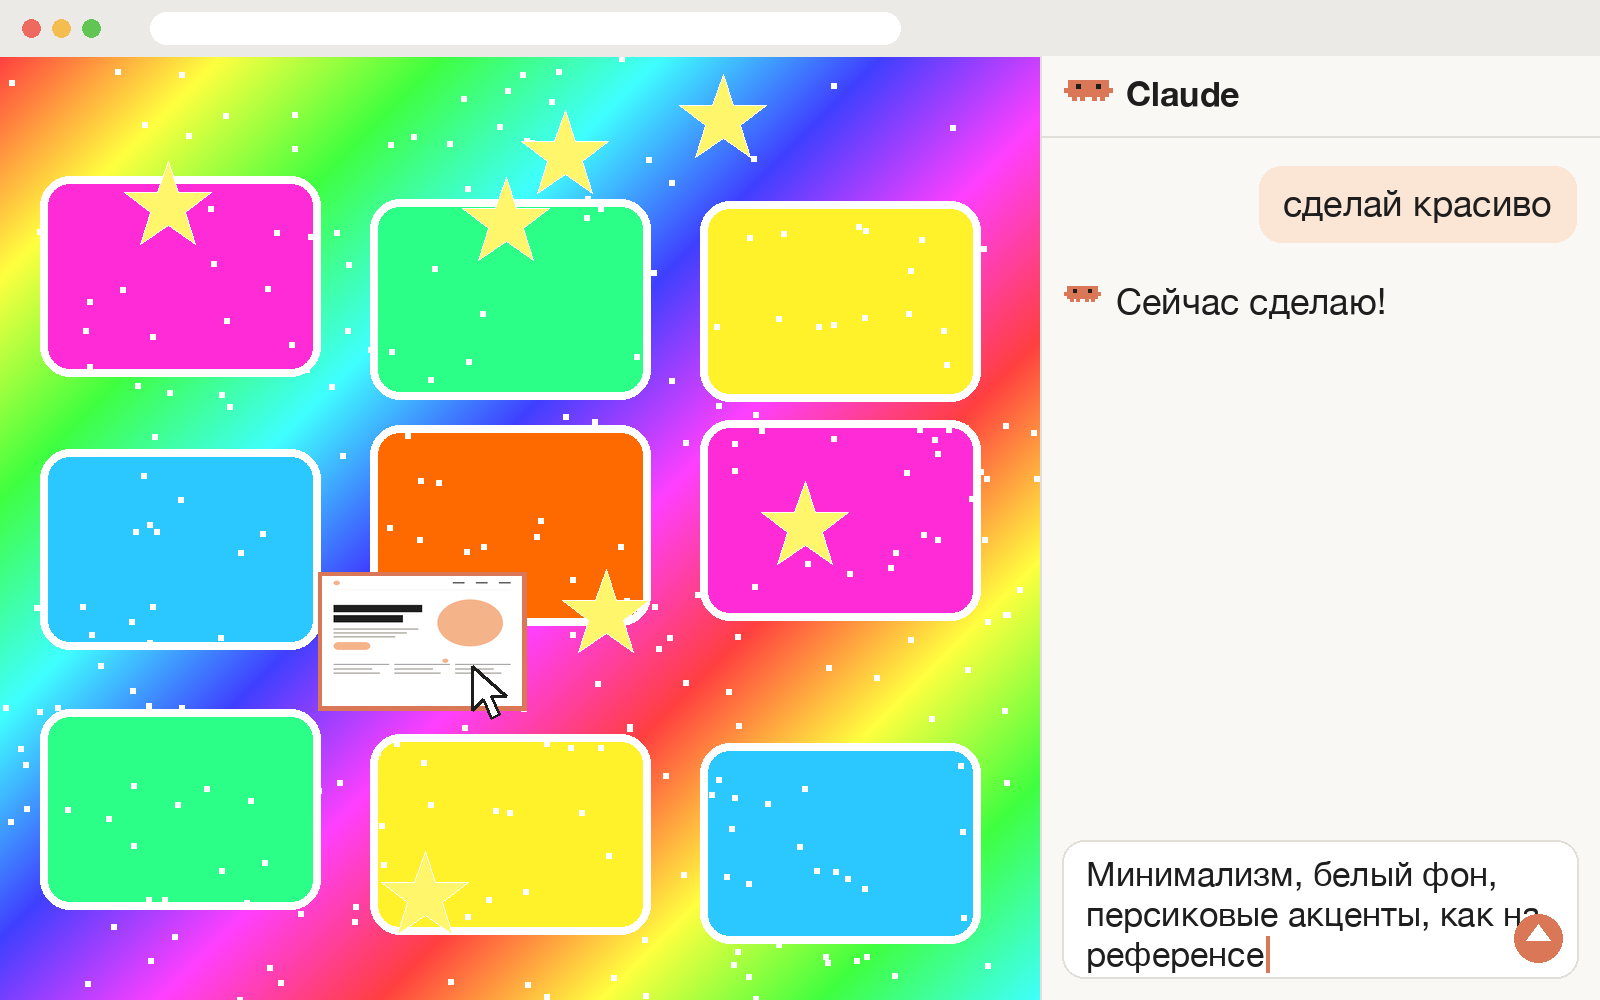 Claude
сделай красиво
Сейчас сделаю!
Минимализм, белый фон,
персиковые акценты, как на
референсе